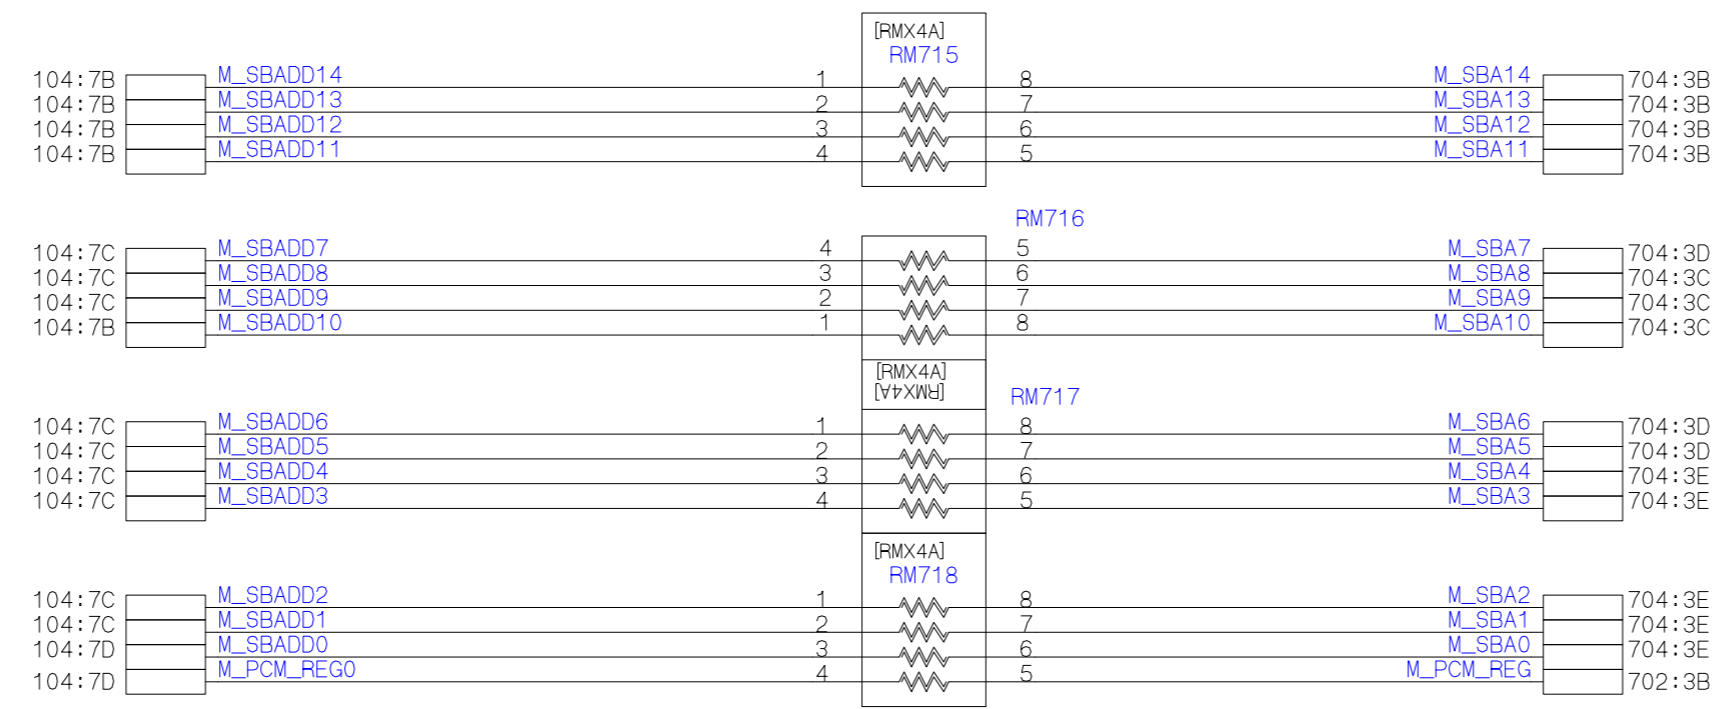 [RMX4A]
RM715
104:7B M_SBADD14 1 8 M_SBA14 704:3B
104:7B M_SBADD13 2 7 M_SBA13 704:3B
104:7B M_SBADD12 3 6 M_SBA12 704:3B
104:7B M_SBADD11 4 5 M_SBA11 704:3B
RM716
104:7C M_SBADD7 4 5 M_SBA7 704:3D
104:7C M_SBADD8 3 6 M_SBA8 704:3C
104:7C M_SBADD9 2 7 M_SBA9 704:3C
104:7B M_SBADD10 1 8 M_SBA10 704:3C
[RMX4A]
[RMX4A]
RM717
104:7C M_SBADD6 1 8 M_SBA6 704:3D
104:7C M_SBADD5 2 7 M_SBA5 704:3D
104:7C M_SBADD4 3 6 M_SBA4 704:3E
104:7C M_SBADD3 4 5 M_SBA3 704:3E
[RMX4A]
RM718
104:7C M_SBADD2 1 8 M_SBA2 704:3E
104:7C M_SBADD1 2 7 M_SBA1 704:3E
104:7D M_SBADD0 3 6 M_SBA0 704:3E
104:7D M_PCM_REG0 4 5 M_PCM_REG 702:3B